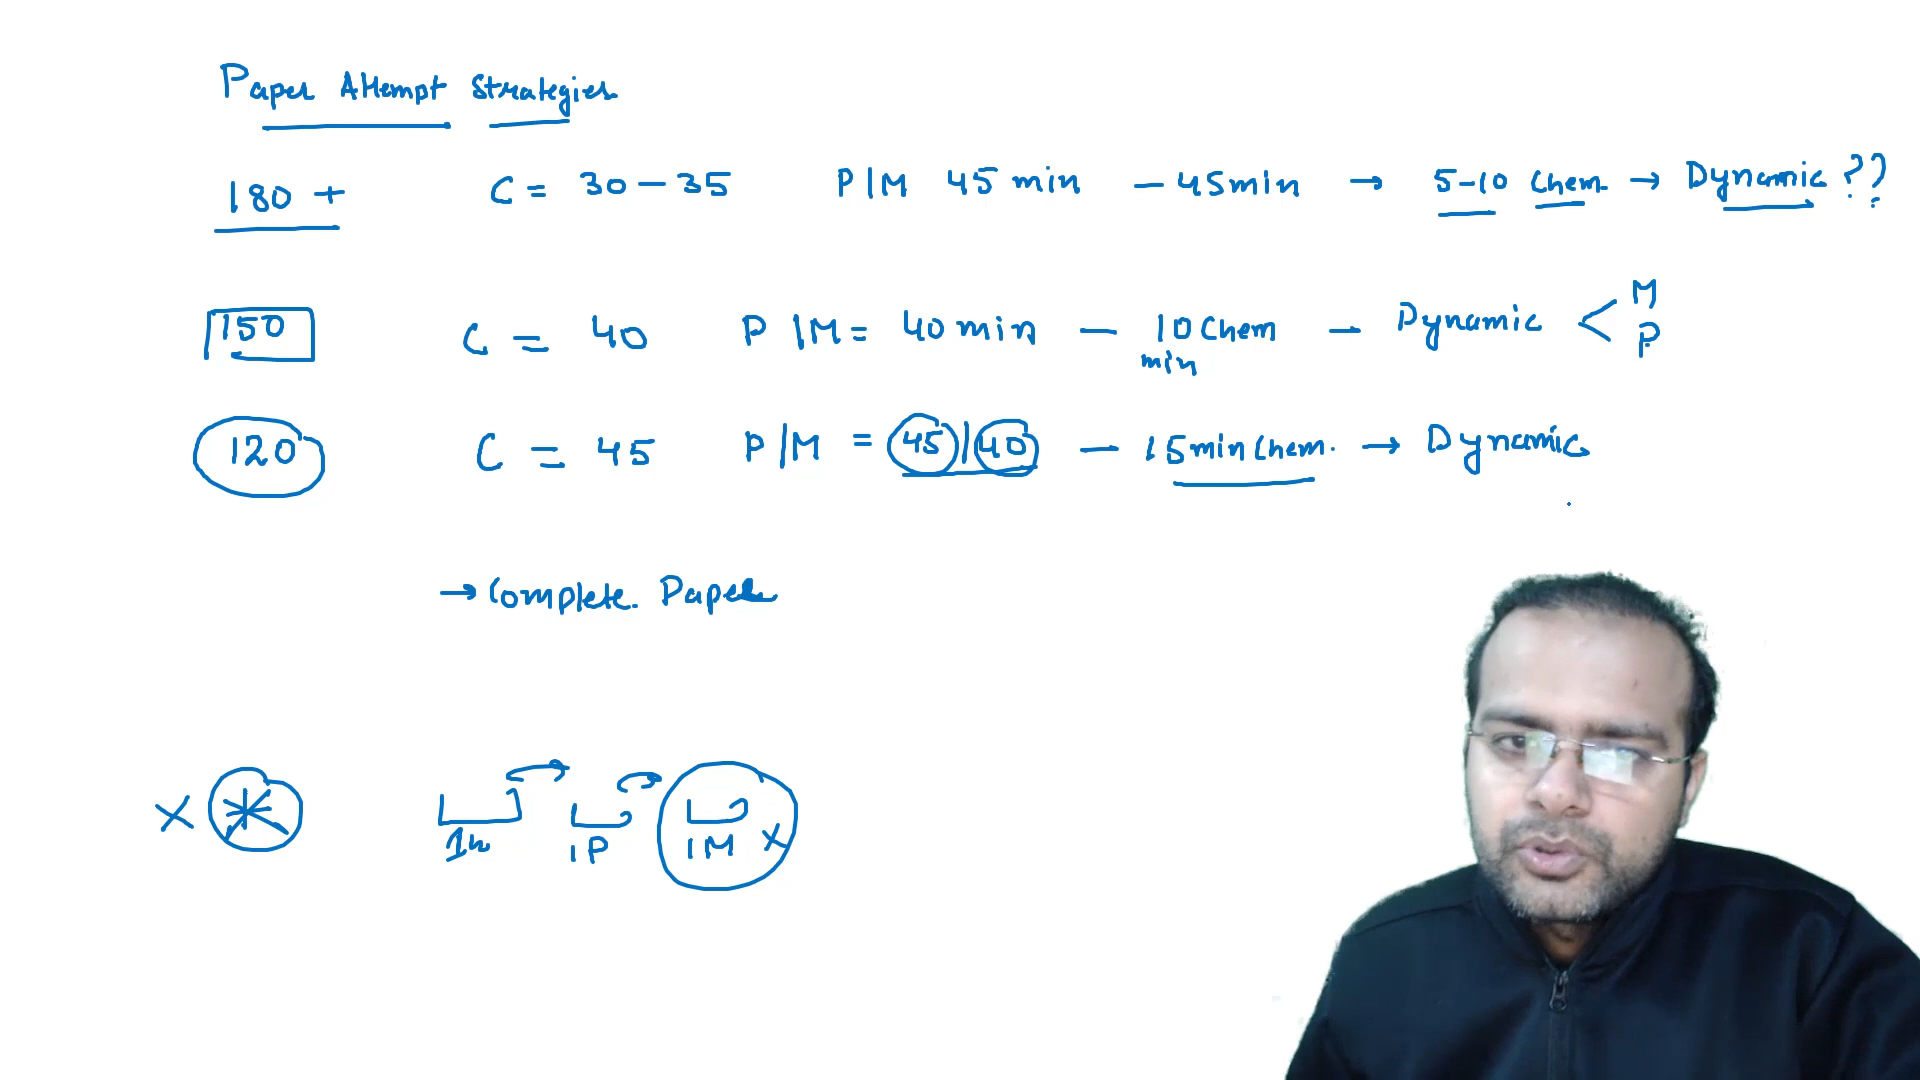 Paper Attempt Strategies
180 + C = 30 - 35 P/M 45 min - 45 min → 5-10 Chem. → Dynamic ??
150 C = 40 P/M = 40 min - 10 Chem min - Dynamic < M P
120 C = 45 P/M = 45/40 - 15 min Chem. → Dynamic
→ Complete. Paper
X * 1P 1M X